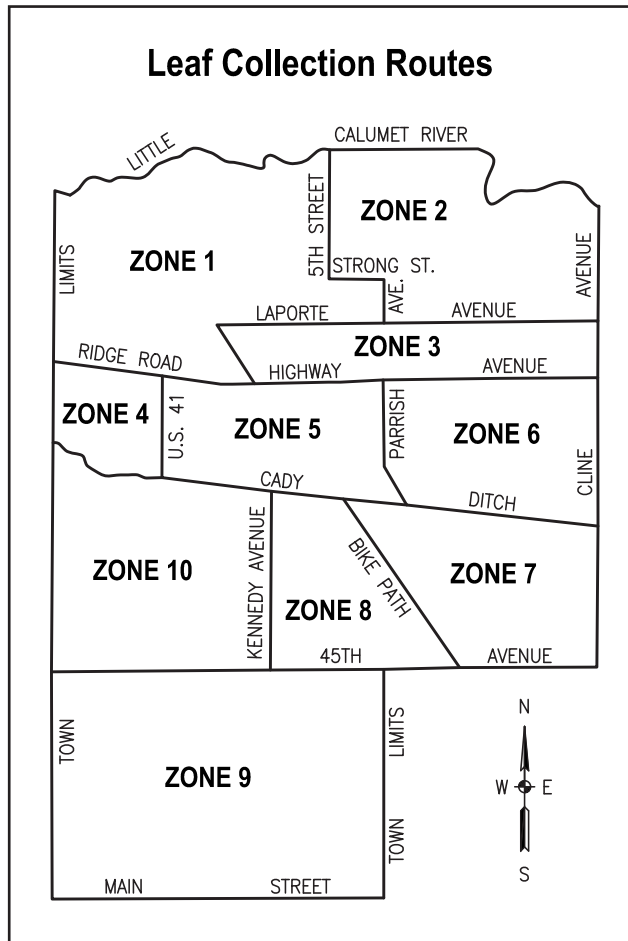 Leaf Collection Routes
CALUMET RIVER
LITTLE
5TH STREET
ZONE 2
ZONE 1
STRONG ST.
LIMITS
AVENUE
AVE.
LAPORTE
AVENUE
ZONE 3
RIDGE ROAD
HIGHWAY
AVENUE
ZONE 4
U.S. 41
ZONE 5
PARRISH
ZONE 6
CLINE
CADY
DITCH
ZONE 10
KENNEDY AVENUE
BIKE PATH
ZONE 7
ZONE 8
45TH
AVENUE
TOWN
LIMITS
N
ZONE 9
W
E
TOWN
S
MAIN
STREET